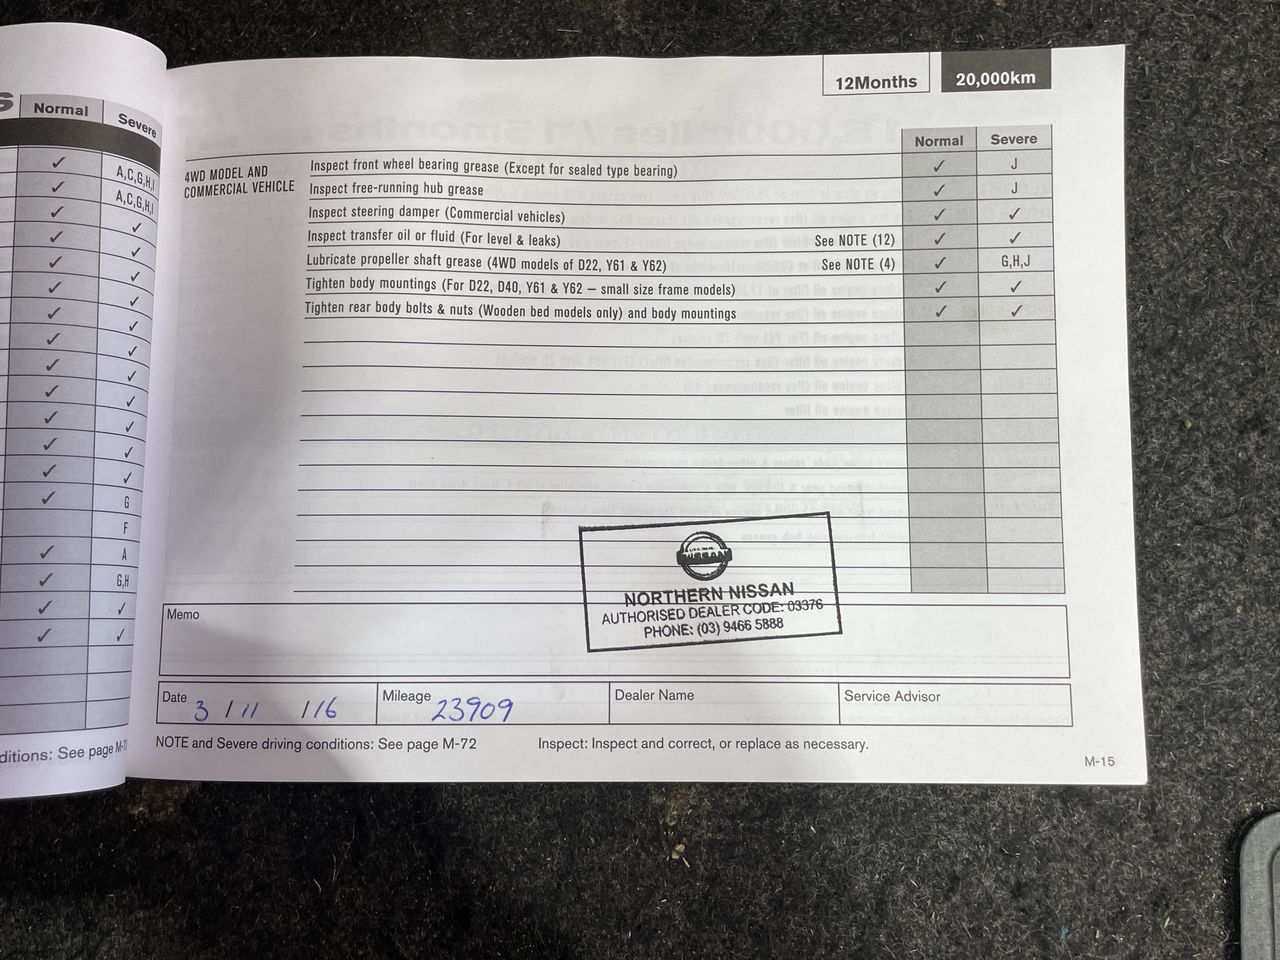 S Normal Severe
✓ A,C,G,H,I
✓ A,C,G,H,I
✓ ✓
✓ ✓
✓ ✓
✓ ✓
✓ ✓
✓ ✓
✓ ✓
✓ ✓
✓ ✓
✓ ✓
✓ ✓
✓ G
F
✓ A
✓ G,H
✓ ✓
✓ ✓
ditions: See page
12Months 20,000km
Normal Severe
4WD MODEL AND
COMMERCIAL VEHICLE
Inspect front wheel bearing grease (Except for sealed type bearing) ✓ J
Inspect free-running hub grease ✓ J
Inspect steering damper (Commercial vehicles) ✓ ✓
Inspect transfer oil or fluid (For level & leaks) See NOTE (12) ✓ ✓
Lubricate propeller shaft grease (4WD models of D22, Y61 & Y62) See NOTE (4) ✓ G,H,J
Tighten body mountings (For D22, D40, Y61 & Y62 – small size frame models) ✓ ✓
Tighten rear body bolts & nuts (Wooden bed models only) and body mountings ✓ ✓
NISSAN
NORTHERN NISSAN
AUTHORISED DEALER CODE: 03376
PHONE: (03) 9466 5888
Memo
Date 3 / 11 / 16 Mileage 23909 Dealer Name Service Advisor
NOTE and Severe driving conditions: See page M-72 Inspect: Inspect and correct, or replace as necessary.
M-15